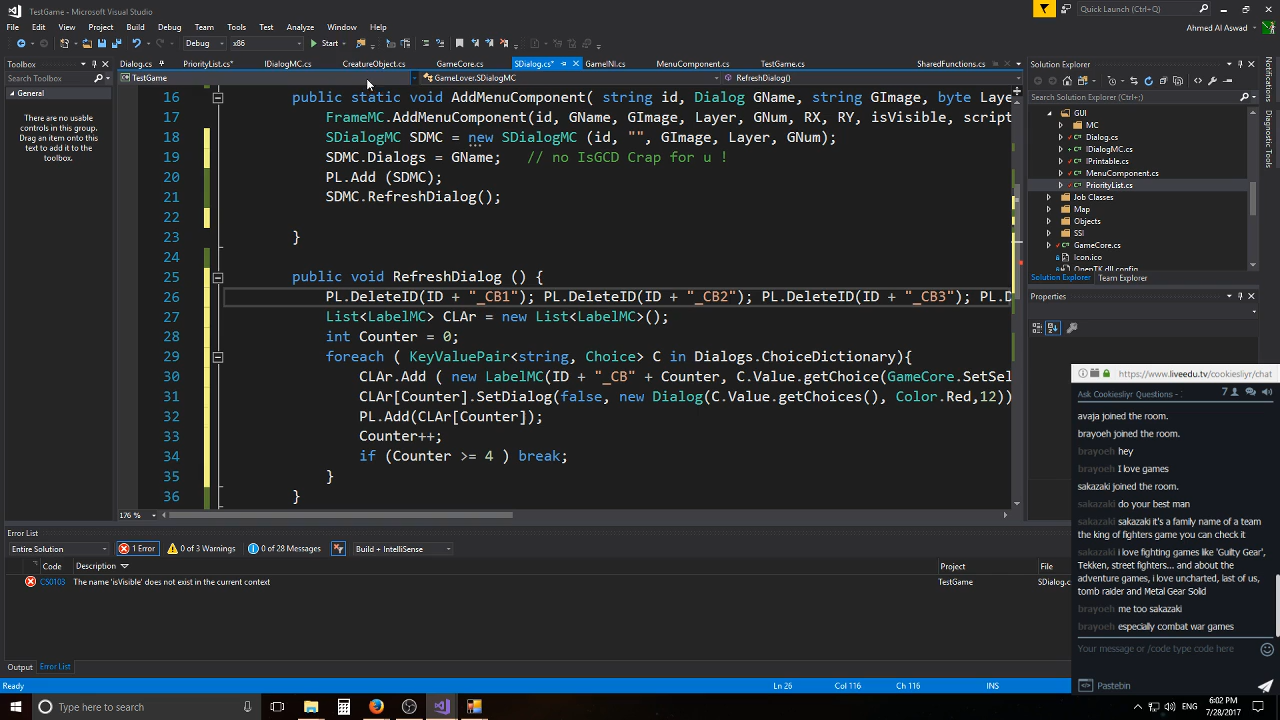 TestGame - Microsoft Visual Studio
Quick Launch (Ctrl+Q)
File Edit View Project Build Debug Team Tools Test Analyze Window Help
Ahmed Al Aswad
Debug x86 Start
Toolbox
Search Toolbox
General
There are no usable
controls in this group.
Drag an item onto this
text to add it to the
toolbox.
Dialog.cs PriorityList.cs* IDialogMC.cs CreatureObject.cs GameCore.cs SDialog.cs* GameINI.cs MenuComponent.cs TestGame.cs SharedFunctions.cs
TestGame GameLover.SDialogMC RefreshDialog()
16 public static void AddMenuComponent( string id, Dialog GName, string GImage, byte Laye
17 FrameMC.AddMenuComponent(id, GName, GImage, Layer, GNum, RX, RY, isVisible, script
18 SDialogMC SDMC = new SDialogMC (id, "", GImage, Layer, GNum);
19 SDMC.Dialogs = GName; // no IsGCD Crap for u !
20 PL.Add (SDMC);
21 SDMC.RefreshDialog();
22
23 }
24
25 public void RefreshDialog () {
26 PL.DeleteID(ID + "_CB1"); PL.DeleteID(ID + "_CB2"); PL.DeleteID(ID + "_CB3"); PL.D
27 List<LabelMC> CLAr = new List<LabelMC>();
28 int Counter = 0;
29 foreach ( KeyValuePair<string, Choice> C in Dialogs.ChoiceDictionary){
30 CLAr.Add ( new LabelMC(ID + "_CB" + Counter, C.Value.getChoice(GameCore.SetSel
31 CLAr[Counter].SetDialog(false, new Dialog(C.Value.getChoices(), Color.Red,12))
32 PL.Add(CLAr[Counter]);
33 Counter++;
34 if (Counter >= 4 ) break;
35 }
36 }
176 %
Solution Explorer
Search Solution Explorer (Ctrl+;)
GUI
MC
Dialog.cs
IDialogMC.cs
IPrintable.cs
MenuComponent.cs
PriorityList.cs
Job Classes
Map
Objects
SSI
GameCore.cs
Icon.ico
OpenTK.dll.config
Solution Explorer Team Explorer
Properties
Notifications
Diagnostic Tools
Error List
Entire Solution 1 Error 0 of 3 Warnings 0 of 28 Messages Build + IntelliSense
Code Description Project File
CS0103 The name 'isVisible' does not exist in the current context TestGame SDialog.c
Output Error List
Ready Ln 26 Col 116 Ch 116 INS
https://www.liveedu.tv/cookiesliyr/chat
Ask Cookiesliyr Questions - 7
avaja joined the room.
brayoeh joined the room.
brayoeh hey
brayoeh I love games
sakazaki joined the room.
sakazaki do your best man
sakazaki sakazaki it's a family name of a team
the king of fighters game you can check it
sakazaki i love fighting games like 'Guilty Gear',
Tekken, street fighters... and about the
adventure games, i love uncharted, last of us,
tomb raider and Metal Gear Solid
brayoeh me too sakazaki
brayoeh especially combat war games
Your message or /code type code here
Pastebin
Type here to search
ENG
6:02 PM
7/28/2017